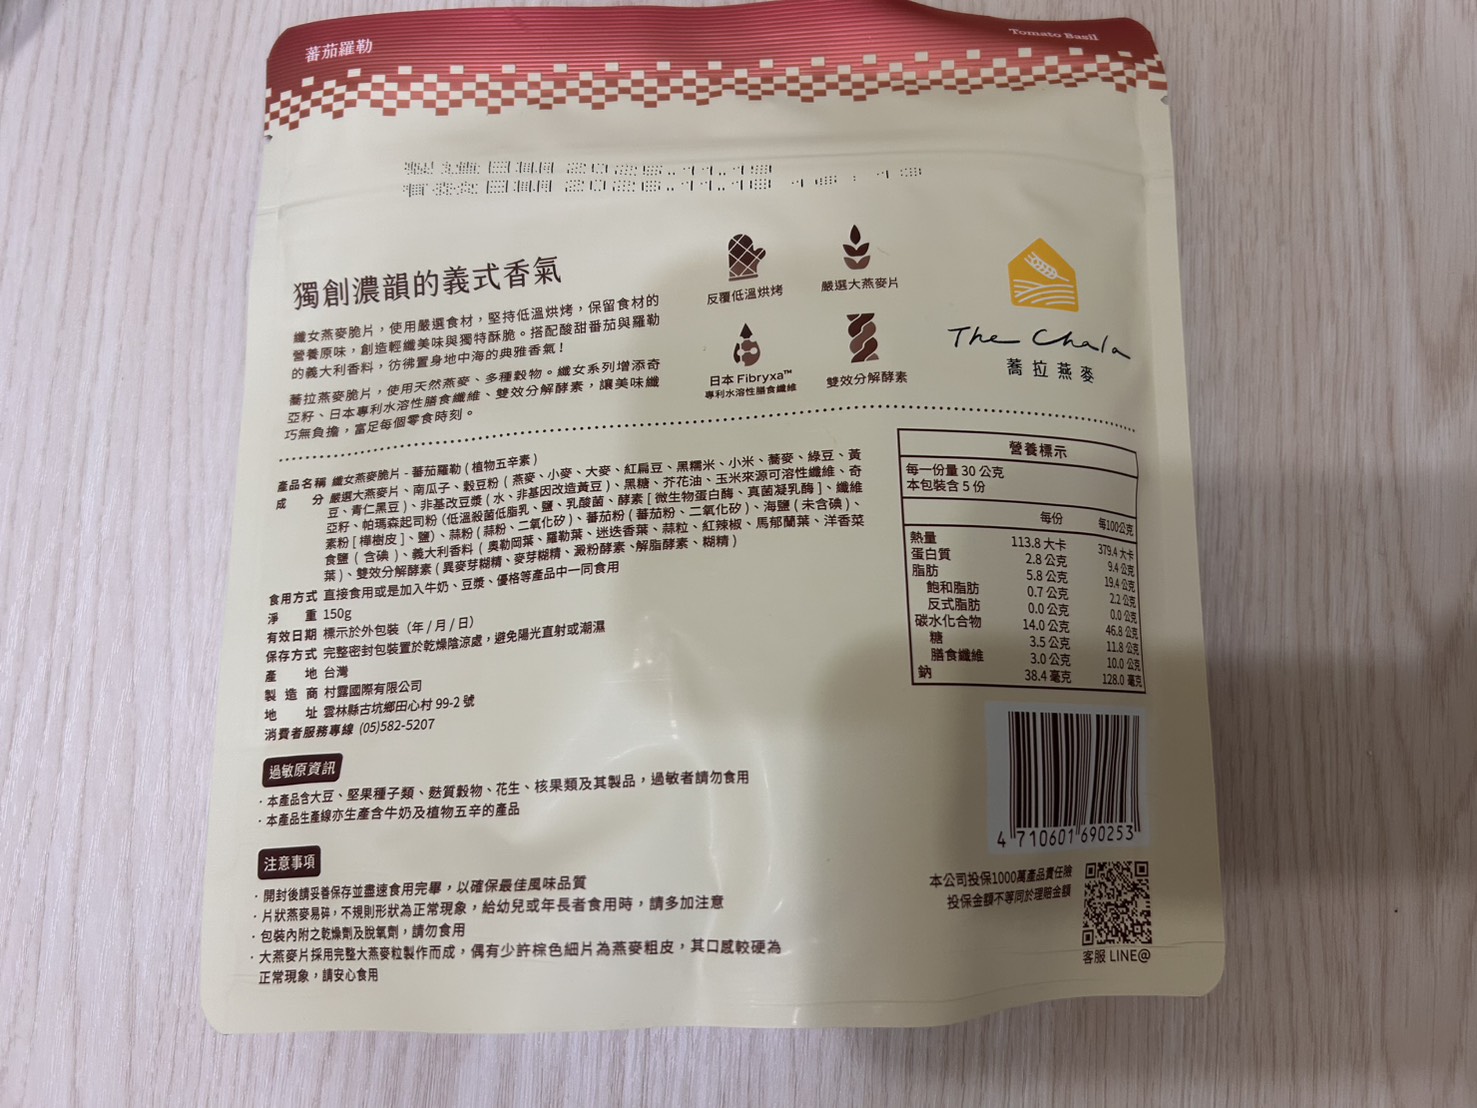 蕃茄羅勒
Tomato Basil
製造日期 2025.11.19
有效日期 2026.11.18
獨創濃韻的義式香氣
纖女燕麥脆片，使用嚴選食材，堅持低溫烘烤，保留食材的
營養原味，創造輕纖美味與獨特酥脆。搭配酸甜番茄與羅勒
的義大利香料，彷彿置身地中海的典雅香氣！
蕎拉燕麥脆片，使用天然燕麥、多種穀物。纖女系列增添奇
亞籽、日本專利水溶性膳食纖維、雙效分解酵素，讓美味纖
巧無負擔，富足每個零食時刻。
反覆低溫烘烤
嚴選大燕麥片
日本 Fibryxa™
專利水溶性膳食纖維
雙效分解酵素
The Chala
蕎拉燕麥
產品名稱 纖女燕麥脆片 - 蕃茄羅勒 ( 植物五辛素 )
成分 嚴選大燕麥片、南瓜子、穀豆粉 ( 燕麥、小麥、大麥、紅扁豆、黑糯米、小米、蕎麥、綠豆、黃
豆、青仁黑豆 )、非基改豆漿 ( 水、非基因改造黃豆 )、黑糖、芥花油、玉米來源可溶性纖維、奇
亞籽、帕瑪森起司粉 ( 低溫殺菌低脂乳、鹽、乳酸菌、酵素 [ 微生物蛋白酶、真菌凝乳酶 ]、纖維
素粉 [ 樺樹皮 ]、鹽)、蒜粉 ( 蒜粉、二氧化矽 )、蕃茄粉 ( 蕃茄粉、二氧化矽 )、海鹽 ( 未含碘 )、
食鹽 ( 含碘 )、義大利香料 ( 奧勒岡葉、羅勒葉、迷迭香葉、蒜粒、紅辣椒、馬郁蘭葉、洋香菜
葉 )、雙效分解酵素 ( 異麥芽糊精、麥芽糊精、澱粉酵素、解脂酵素、糊精 )
食用方式 直接食用或是加入牛奶、豆漿、優格等產品中一同食用
淨重 150g
有效日期 標示於外包裝（年 / 月 / 日）
保存方式 完整密封包裝置於乾燥陰涼處，避免陽光直射或潮濕
產地 台灣
製造商 村露國際有限公司
地址 雲林縣古坑鄉田心村 99-2 號
消費者服務專線 (05)582-5207
營養標示
每一份量 30 公克
本包裝含 5 份
每份 每100公克
熱量 113.8 大卡 379.4 大卡
蛋白質 2.8 公克 9.4 公克
脂肪 5.8 公克 19.4 公克
飽和脂肪 0.7 公克 2.2 公克
反式脂肪 0.0 公克 0.0 公克
碳水化合物 14.0 公克 46.8 公克
糖 3.5 公克 11.8 公克
膳食纖維 3.0 公克 10.0 公克
鈉 38.4 毫克 128.0 毫克
過敏原資訊
· 本產品含大豆、堅果種子類、麩質穀物、花生、核果類及其製品，過敏者請勿食用
· 本產品生產線亦生產含牛奶及植物五辛的產品
注意事項
· 開封後請妥善保存並盡速食用完畢，以確保最佳風味品質
· 片狀燕麥易碎，不規則形狀為正常現象，給幼兒或年長者食用時，請多加注意
· 包裝內附之乾燥劑及脫氧劑，請勿食用
· 大燕麥片採用完整大燕麥粒製作而成，偶有少許棕色細片為燕麥粗皮，其口感較硬為
正常現象，請安心食用
4 710601 690253
本公司投保1000萬產品責任險
投保金額不等同於理賠金額
客服 LINE@